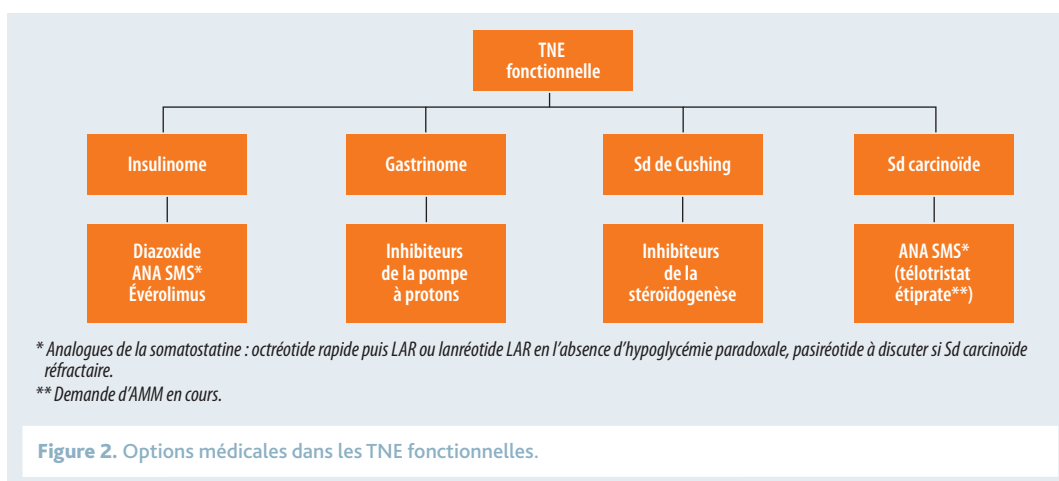 TNE
fonctionnelle
Insulinome
Gastrinome
Sd de Cushing
Sd carcinoïde
Diazoxide
ANA SMS*
Évérolimus
Inhibiteurs
de la pompe
à protons
Inhibiteurs
de la
stéroïdogenèse
ANA SMS*
(télotristat
étiprate**)
* Analogues de la somatostatine : octréotide rapide puis LAR ou lanréotide LAR en l'absence d'hypoglycémie paradoxale, pasiréotide à discuter si Sd carcinoïde
réfractaire.
** Demande d'AMM en cours.
Figure 2. Options médicales dans les TNE fonctionnelles.